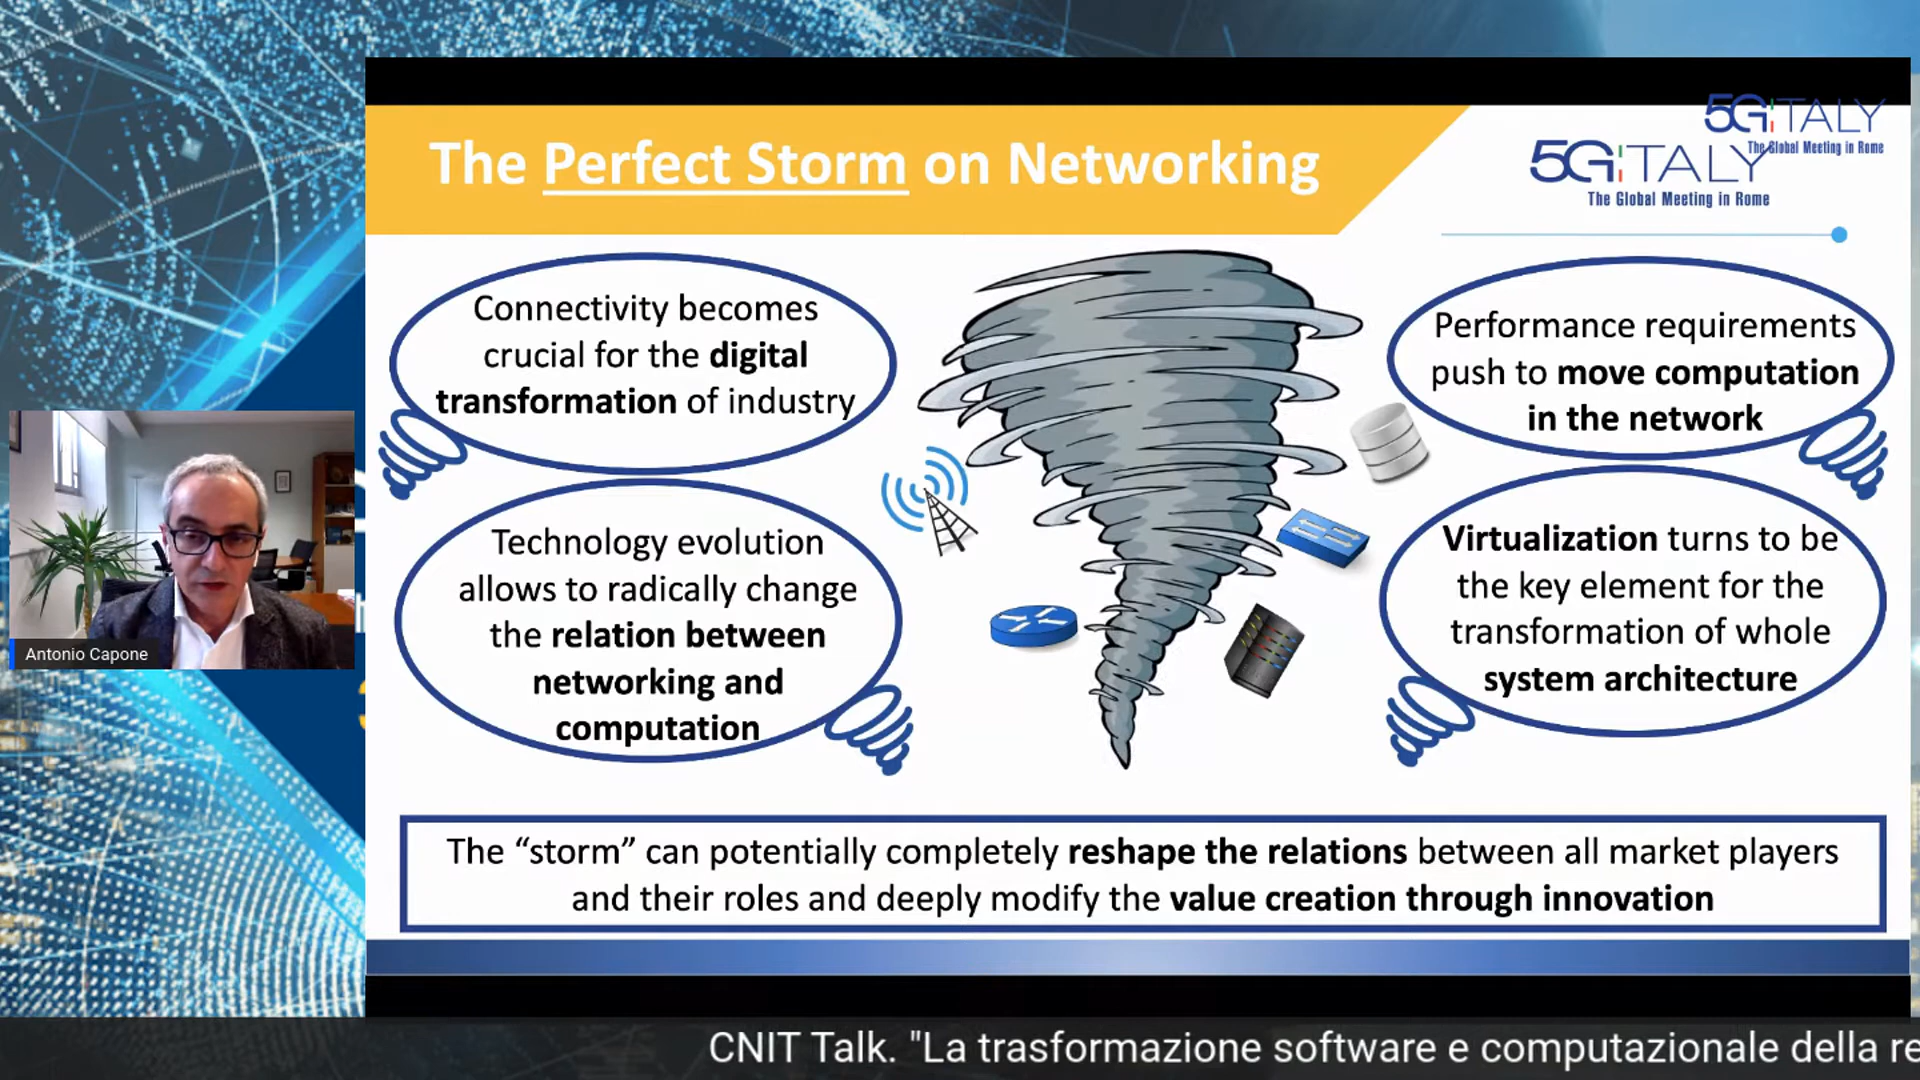 The Perfect Storm on Networking
5G:ITALY
The Global Meeting in Rome
5G:ITALY
The Global Meeting in Rome
Connectivity becomes
crucial for the digital
transformation of industry
Technology evolution
allows to radically change
the relation between
networking and
computation
Performance requirements
push to move computation
in the network
Virtualization turns to be
the key element for the
transformation of whole
system architecture
Antonio Capone
The “storm” can potentially completely reshape the relations between all market players
and their roles and deeply modify the value creation through innovation
CNIT Talk. "La trasformazione software e computazionale della re